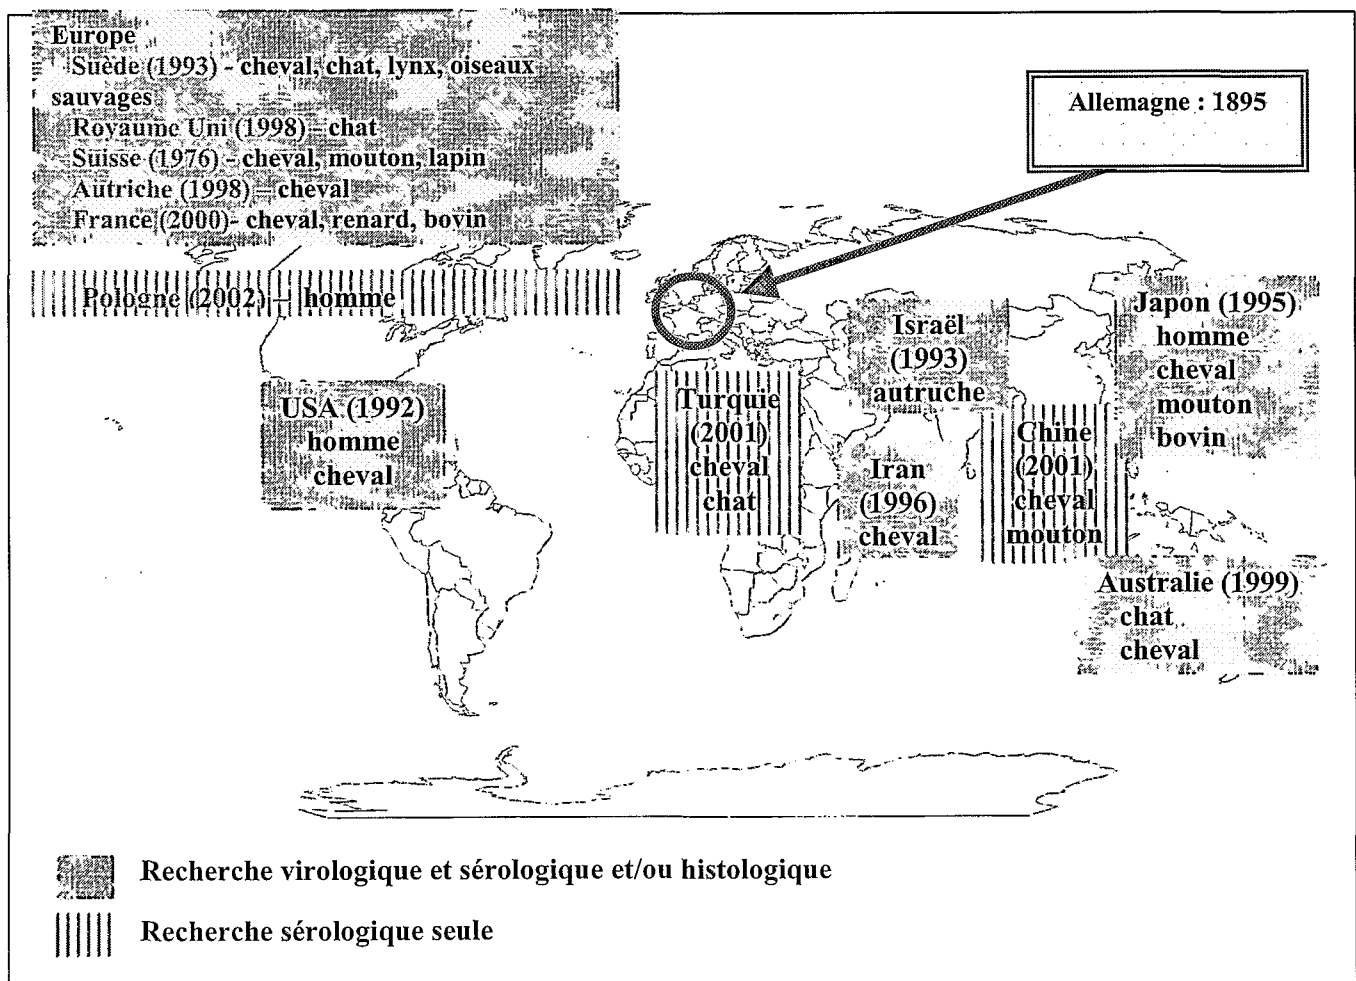 Europe
Suède (1993) - cheval, chat, lynx, oiseaux
sauvages
Royaume Uni (1998) – chat
Suisse (1976) - cheval, mouton, lapin
Autriche (1998) – cheval
France (2000)- cheval, renard, bovin
Pologne (2002) – homme
Allemagne : 1895
USA (1992)
homme
cheval
Turquie
(2001)
cheval
chat
Israël
(1993)
autruche
Iran
(1996)
cheval
Chine
(2001)
cheval
mouton
Japon (1995)
homme
cheval
mouton
bovin
Australie (1999)
chat
cheval
Recherche virologique et sérologique et/ou histologique
Recherche sérologique seule